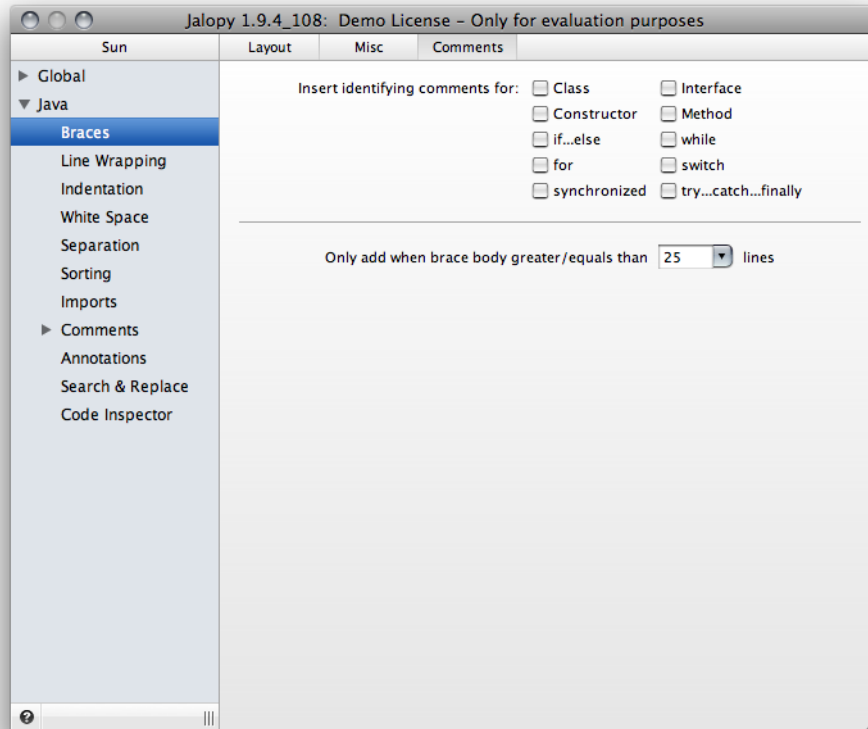 Jalopy 1.9.4_108: Demo License – Only for evaluation purposes
Sun
Layout Misc Comments
Global
Java
Braces
Line Wrapping
Indentation
White Space
Separation
Sorting
Imports
Comments
Annotations
Search & Replace
Code Inspector
Insert identifying comments for: Class Interface
Constructor Method
if...else while
for switch
synchronized try...catch...finally
Only add when brace body greater/equals than 25 lines
?